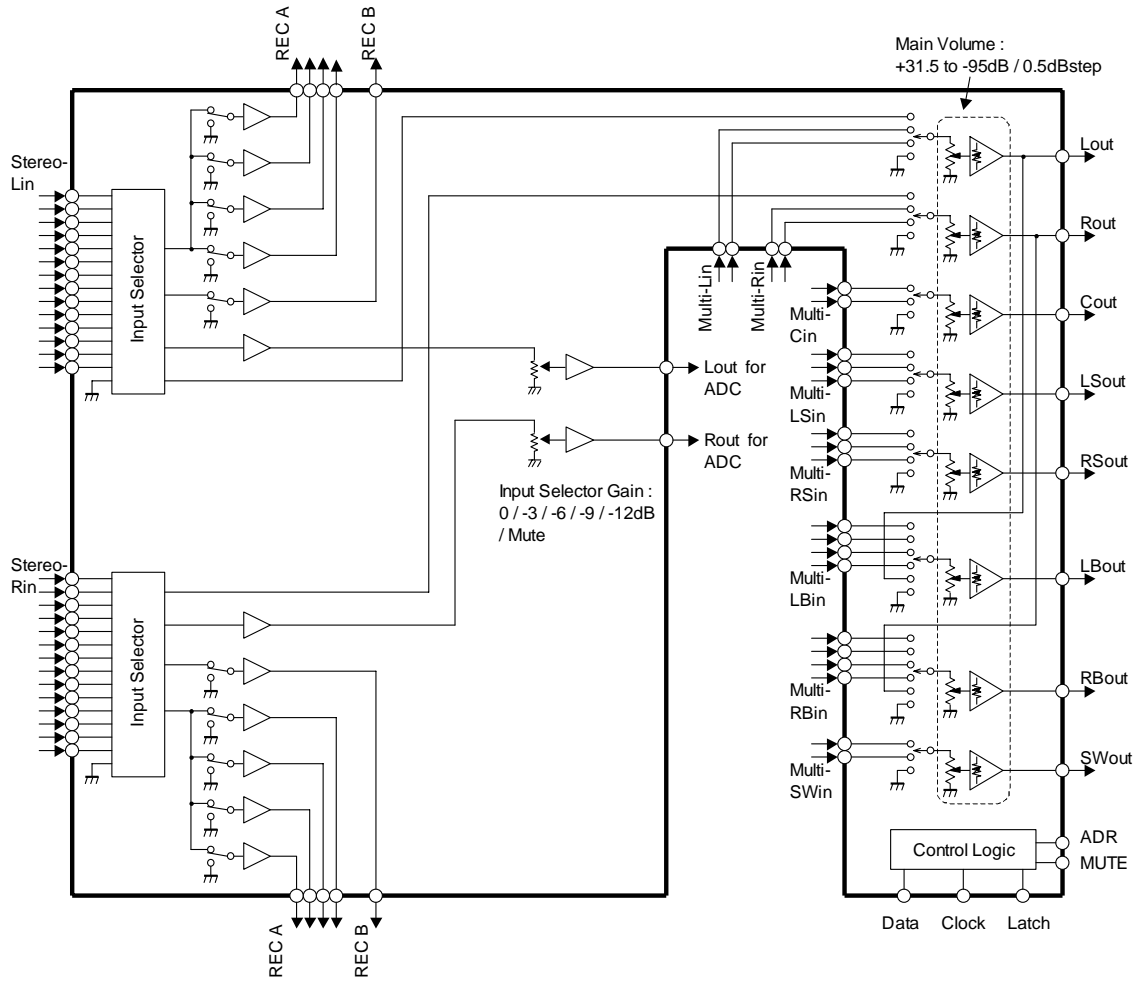 REC A
REC B
Main Volume :
+31.5 to -95dB / 0.5dBstep
Stereo-
Lin
Input Selector
Multi-Lin
Multi-Rin
Lout
Rout
Multi-
Cin
Cout
Lout for
ADC
Multi-
LSin
LSout
Rout for
ADC
Multi-
RSin
RSout
Input Selector Gain :
0 / -3 / -6 / -9 / -12dB
/ Mute
Stereo-
Rin
Input Selector
Multi-
LBin
LBout
Multi-
RBin
RBout
Multi-
SWin
SWout
Control Logic
ADR
MUTE
Data
Clock
Latch
REC A
REC B